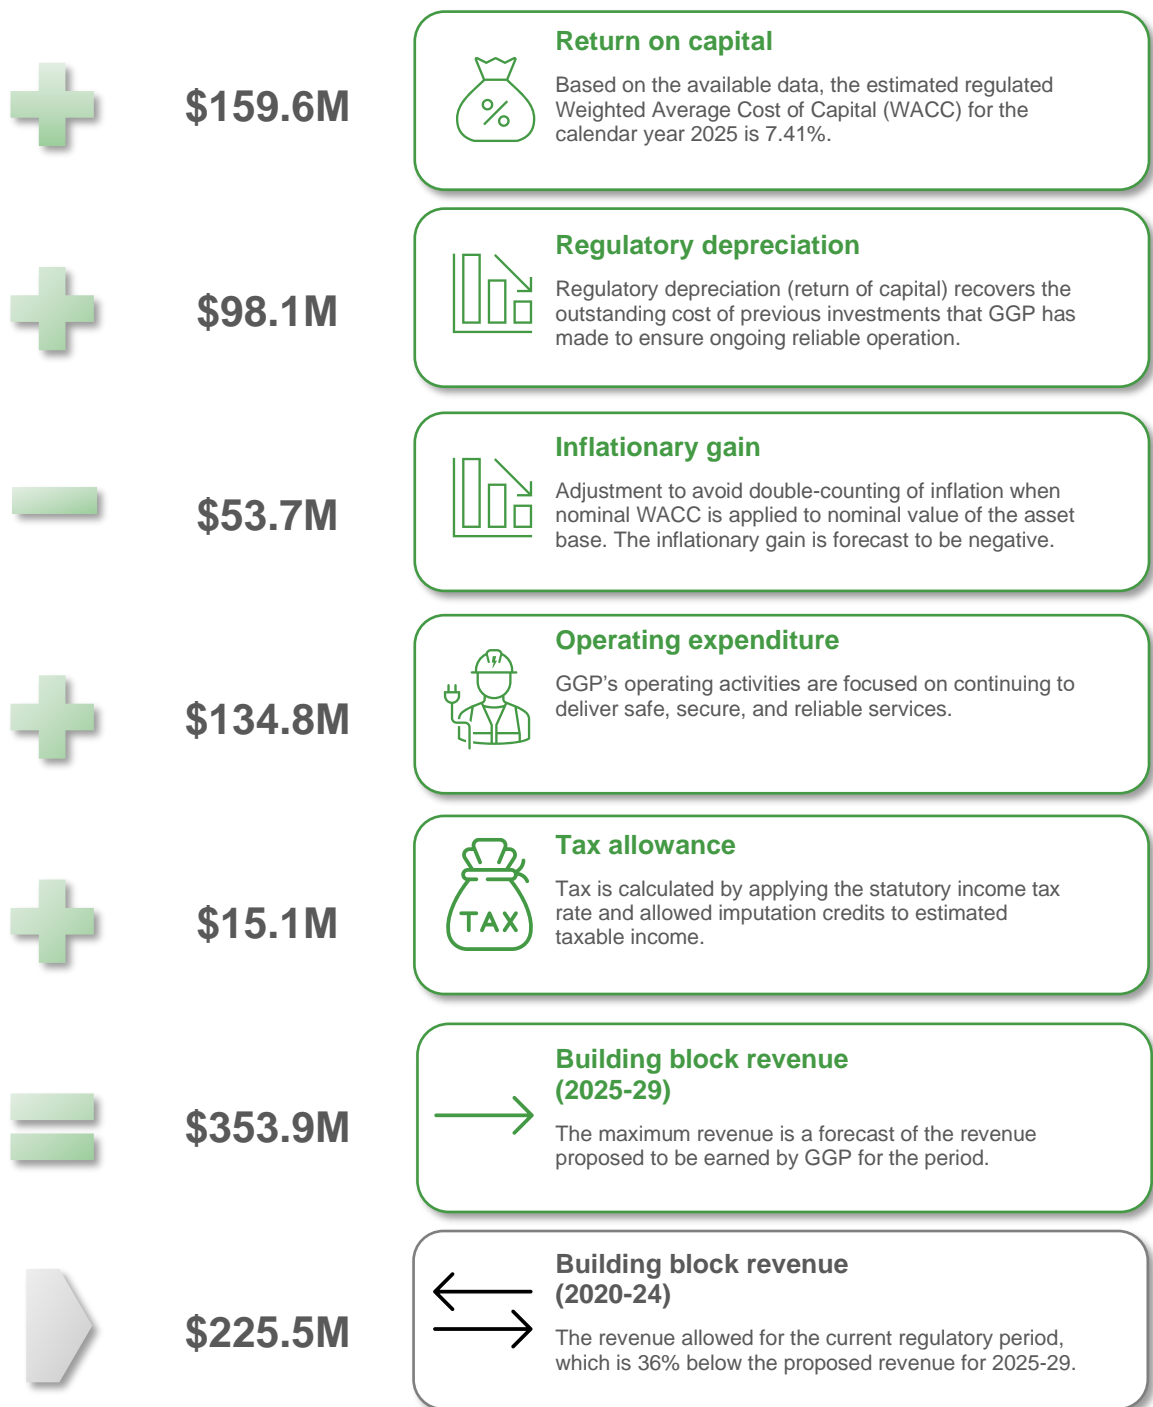 $159.6M
Return on capital
Based on the available data, the estimated regulated
Weighted Average Cost of Capital (WACC) for the
calendar year 2025 is 7.41%.
$98.1M
Regulatory depreciation
Regulatory depreciation (return of capital) recovers the
outstanding cost of previous investments that GGP has
made to ensure ongoing reliable operation.
$53.7M
Inflationary gain
Adjustment to avoid double-counting of inflation when
nominal WACC is applied to nominal value of the asset
base. The inflationary gain is forecast to be negative.
$134.8M
Operating expenditure
GGP’s operating activities are focused on continuing to
deliver safe, secure, and reliable services.
$15.1M
TAX
Tax allowance
Tax is calculated by applying the statutory income tax
rate and allowed imputation credits to estimated
taxable income.
$353.9M
Building block revenue
(2025-29)
The maximum revenue is a forecast of the revenue
proposed to be earned by GGP for the period.
$225.5M
Building block revenue
(2020-24)
The revenue allowed for the current regulatory period,
which is 36% below the proposed revenue for 2025-29.